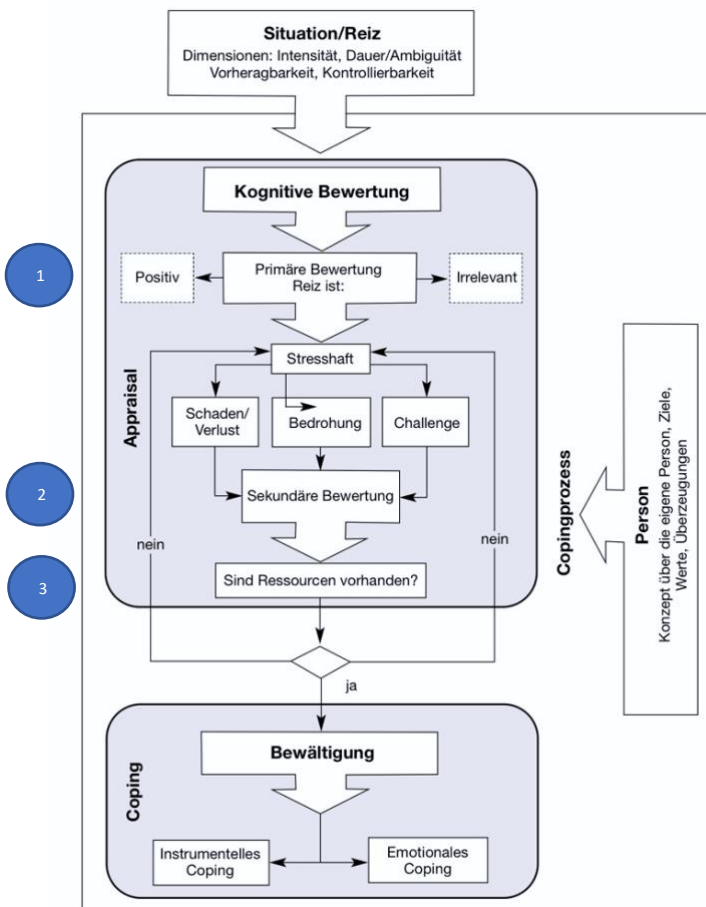 Situation/Reiz
Dimensionen: Intensität, Dauer/Ambiguität
Vorheragbarkeit, Kontrollierbarkeit
Kognitive Bewertung
1
Positiv
Primäre Bewertung
Reiz ist:
Irrelevant
Stresshaft
Schaden/
Verlust
Bedrohung
Challenge
Appraisal
2
Sekundäre Bewertung
nein
nein
3
Sind Ressourcen vorhanden?
ja
Copingprozess
Person
Konzept über die eigene Person, Ziele,
Werte, Überzeugungen
Bewältigung
Coping
Instrumentelles
Coping
Emotionales
Coping